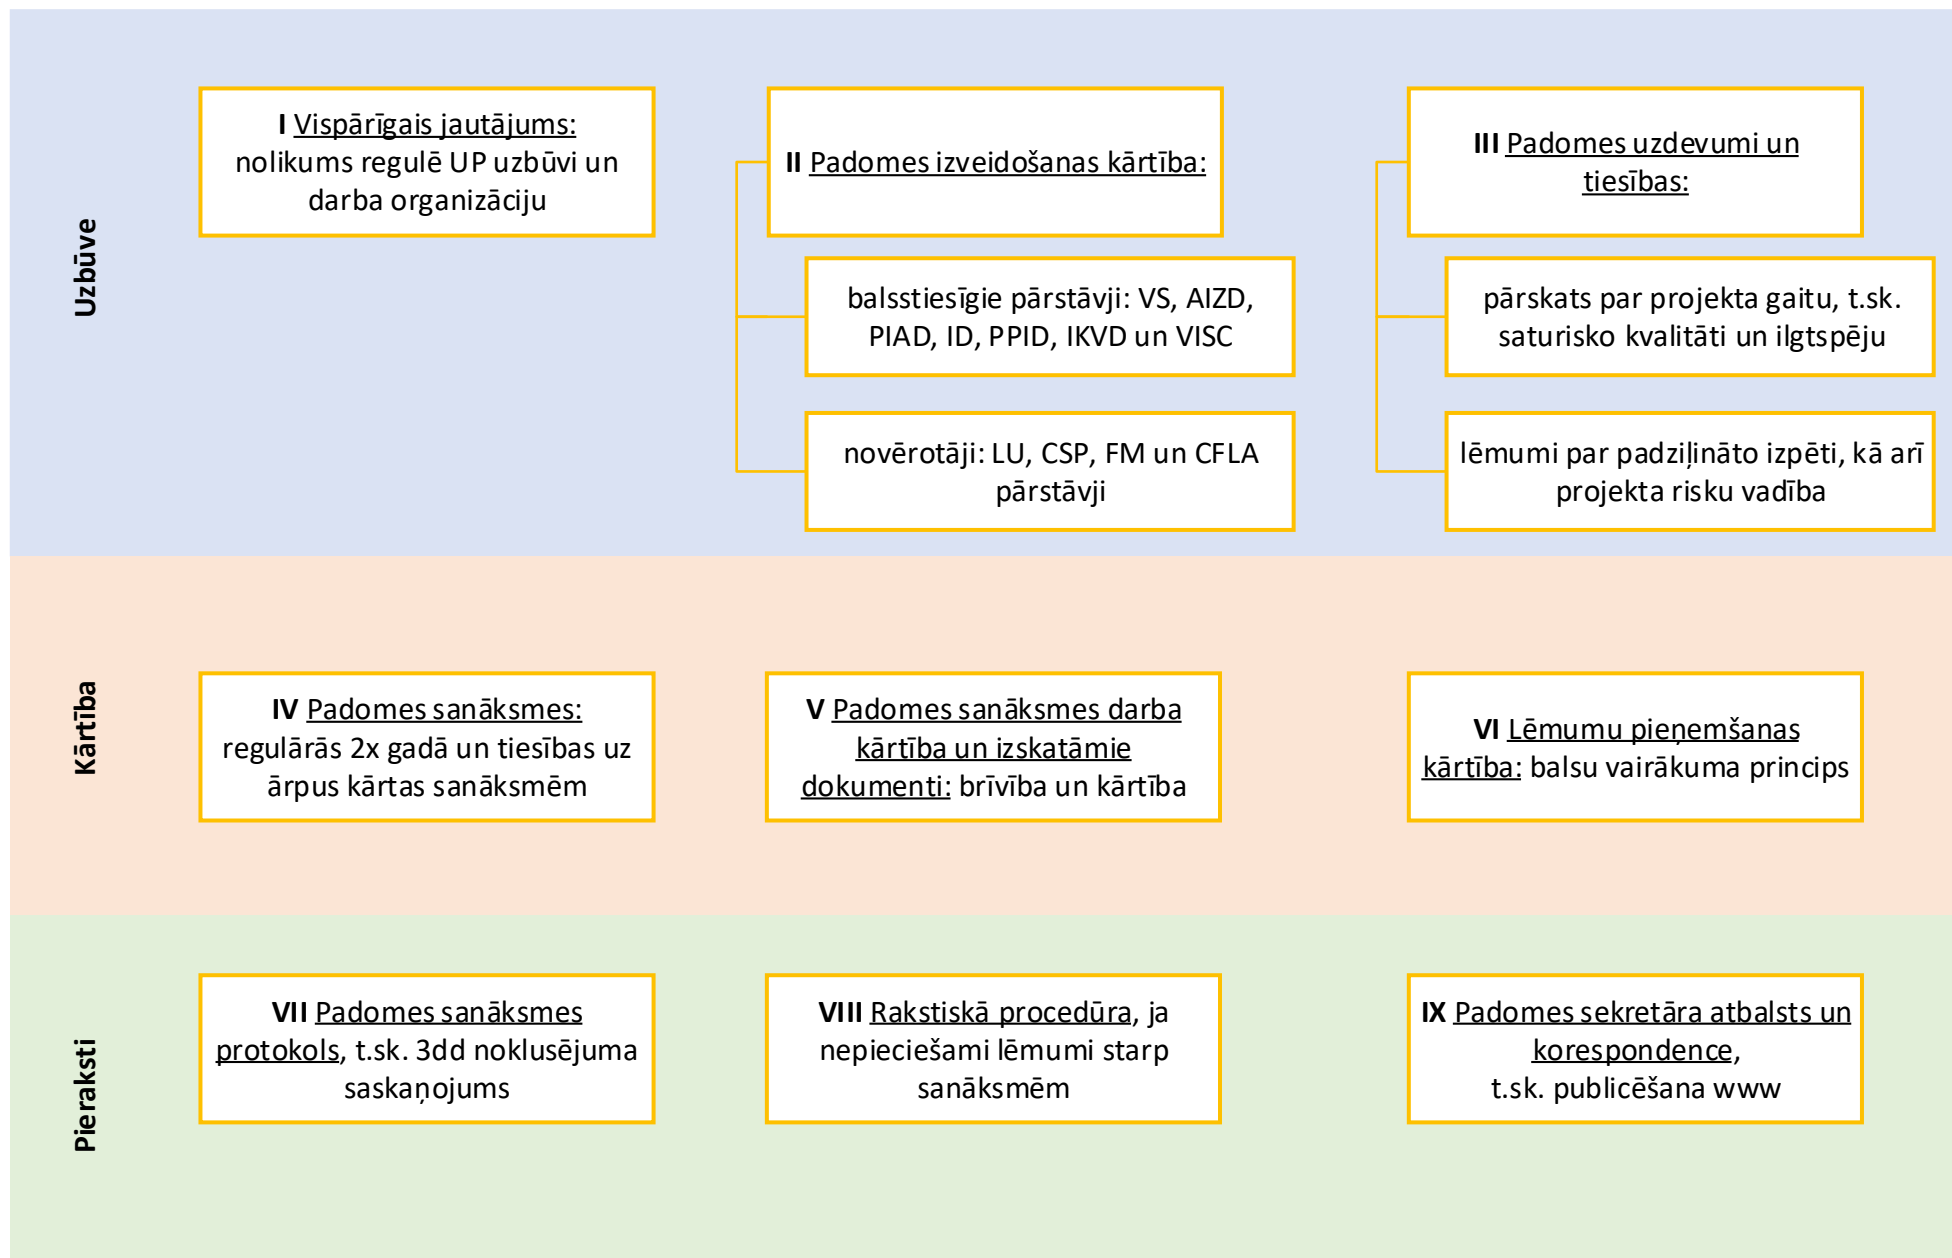 Uzbūve
I Vispārīgais jautājums:
nolikums regulē UP uzbūvi un
darba organizāciju
II Padomes izveidošanas kārtība:
balsstiesīgie pārstāvji: VS, AIZD,
PIAD, ID, PPID, IKVD un VISC
novērotāji: LU, CSP, FM un CFLA
pārstāvji
III Padomes uzdevumi un
tiesības:
pārskats par projekta gaitu, t.sk.
saturisko kvalitāti un ilgtspēju
lēmumi par padziļināto izpēti, kā arī
projekta risku vadība
Kārtība
IV Padomes sanāksmes:
regulārās 2x gadā un tiesības uz
ārpus kārtas sanāksmēm
V Padomes sanāksmes darba
kārtība un izskatāmie
dokumenti: brīvība un kārtība
VI Lēmumu pieņemšanas
kārtība: balsu vairākuma princips
Pieraksti
VII Padomes sanāksmes
protokols, t.sk. 3dd noklusējuma
saskaņojums
VIII Rakstiskā procedūra, ja
nepieciešami lēmumi starp
sanāksmēm
IX Padomes sekretāra atbalsts un
korespondence,
t.sk. publicēšana www